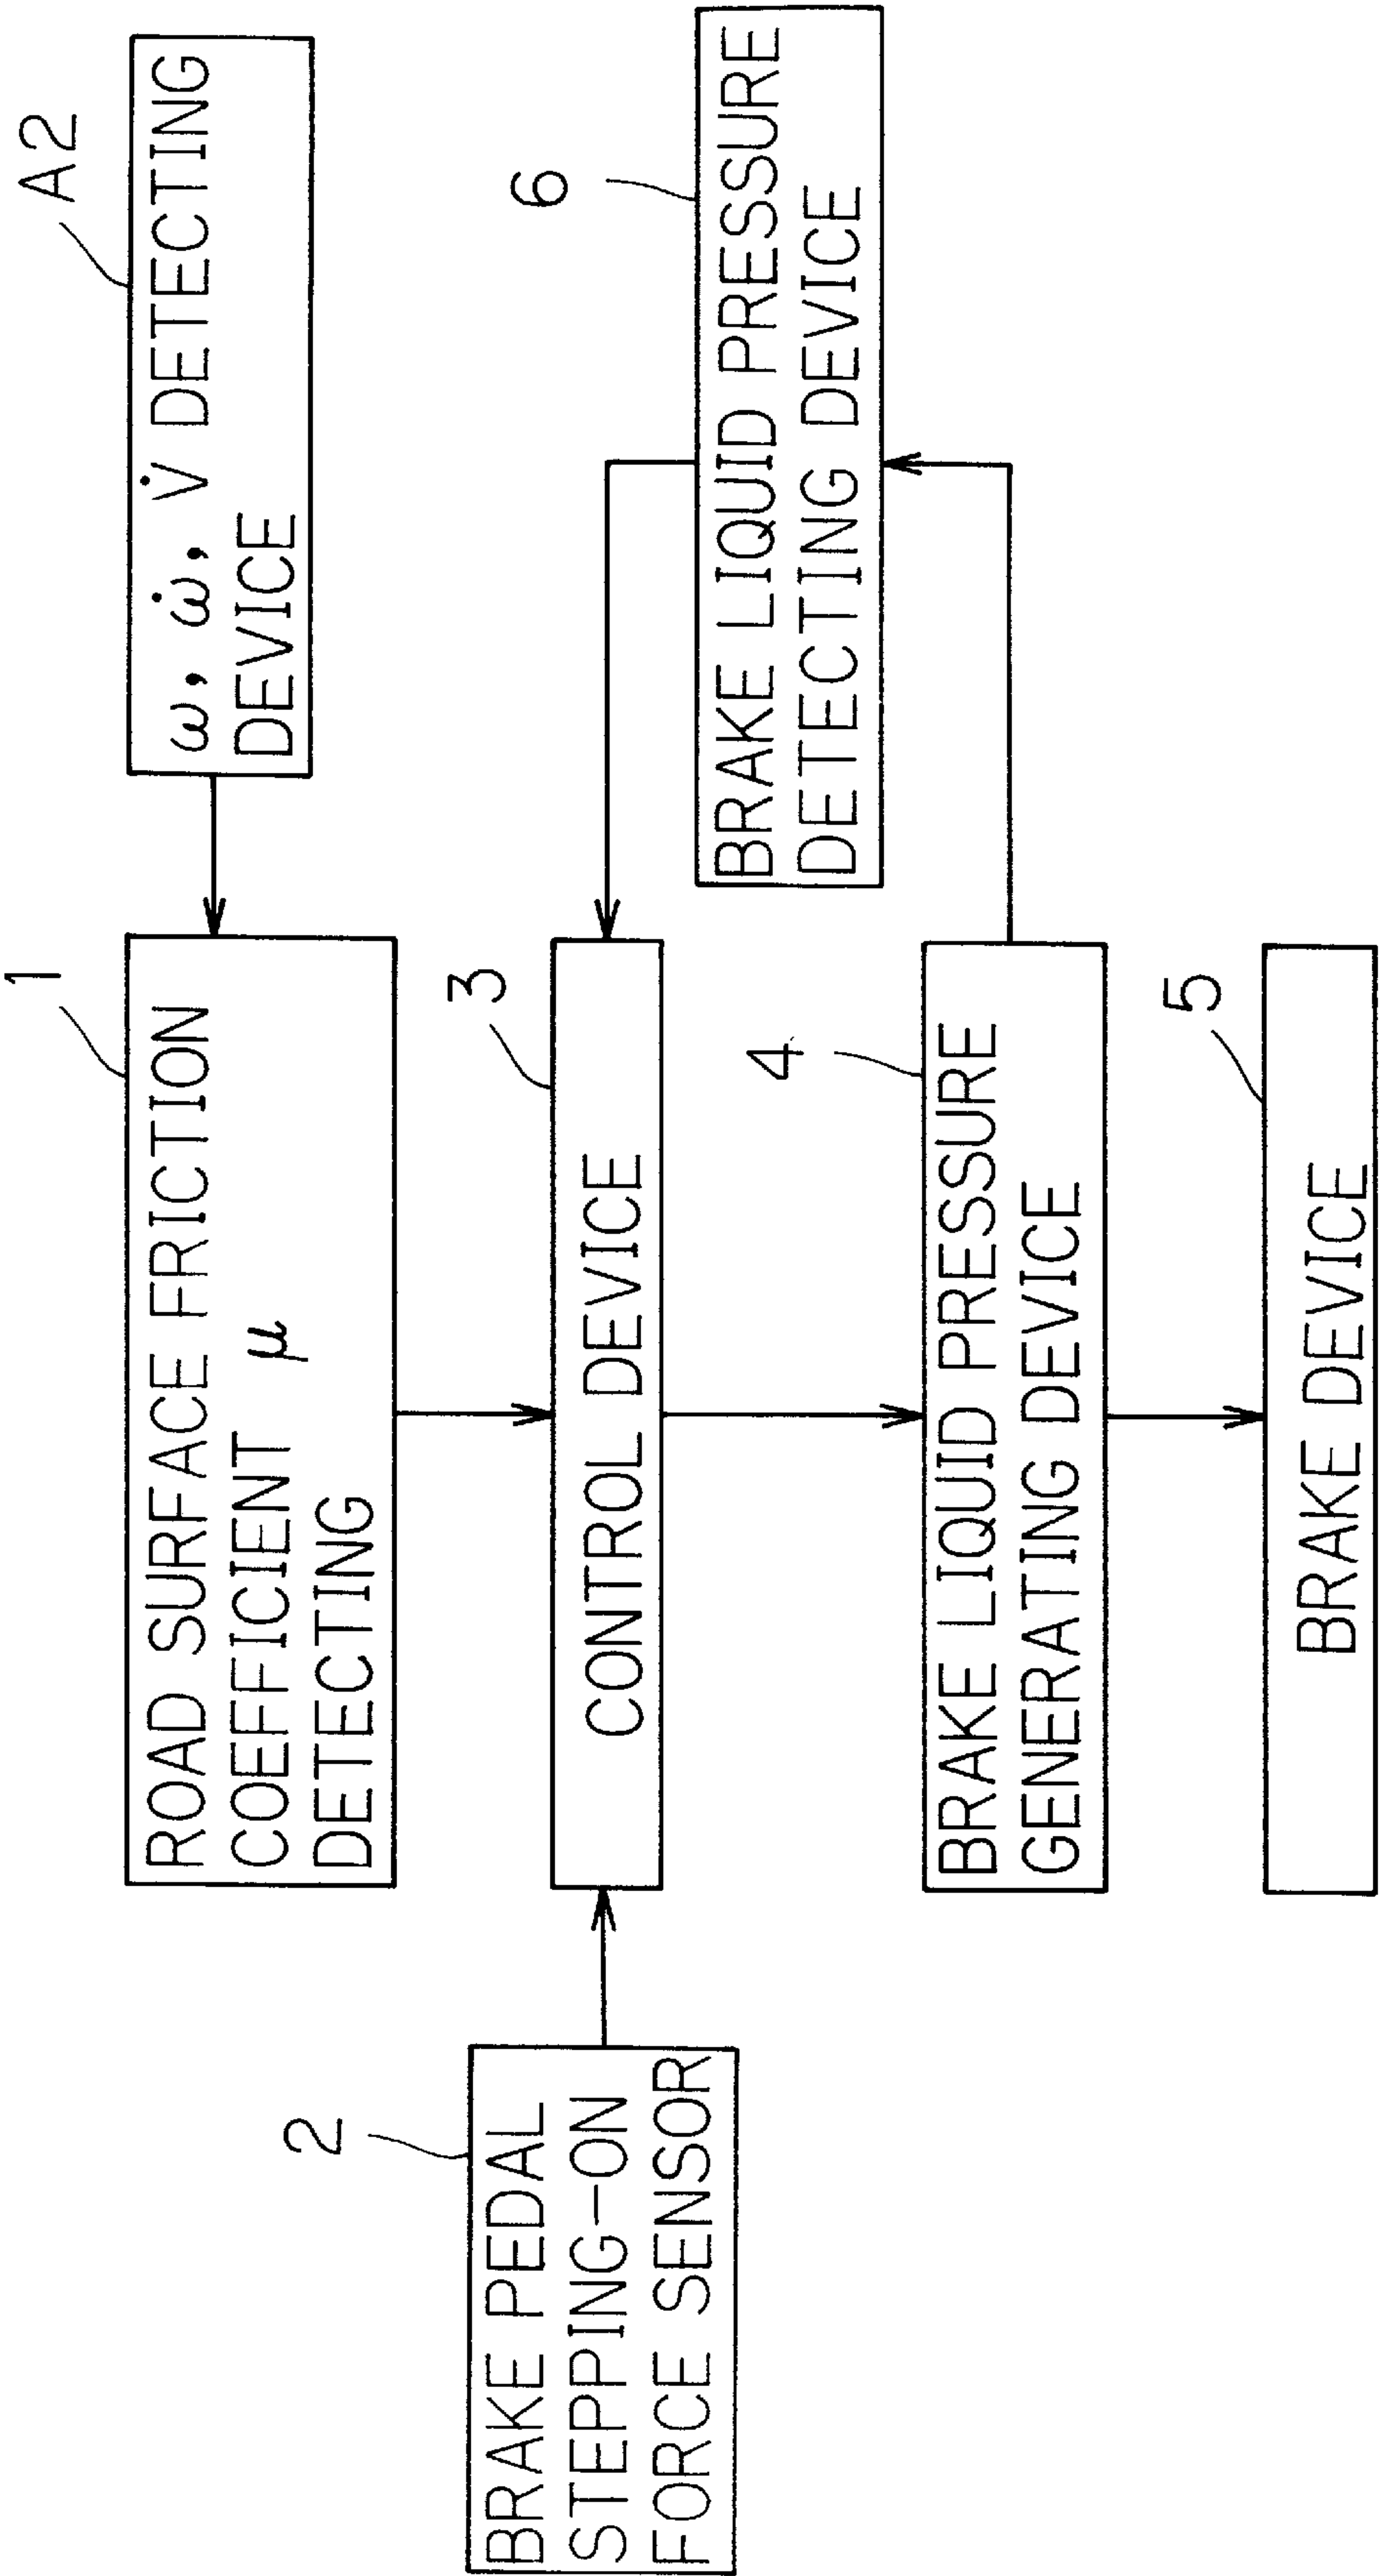 A2
ω, ω̇, V̇ DETECTING
DEVICE
1
ROAD SURFACE FRICTION
COEFFICIENT μ
DETECTING
6
BRAKE LIQUID PRESSURE
DETECTING DEVICE
3
CONTROL DEVICE
2
BRAKE PEDAL
STEPPING-ON
FORCE SENSOR
4
BRAKE LIQUID PRESSURE
GENERATING DEVICE
5
BRAKE DEVICE